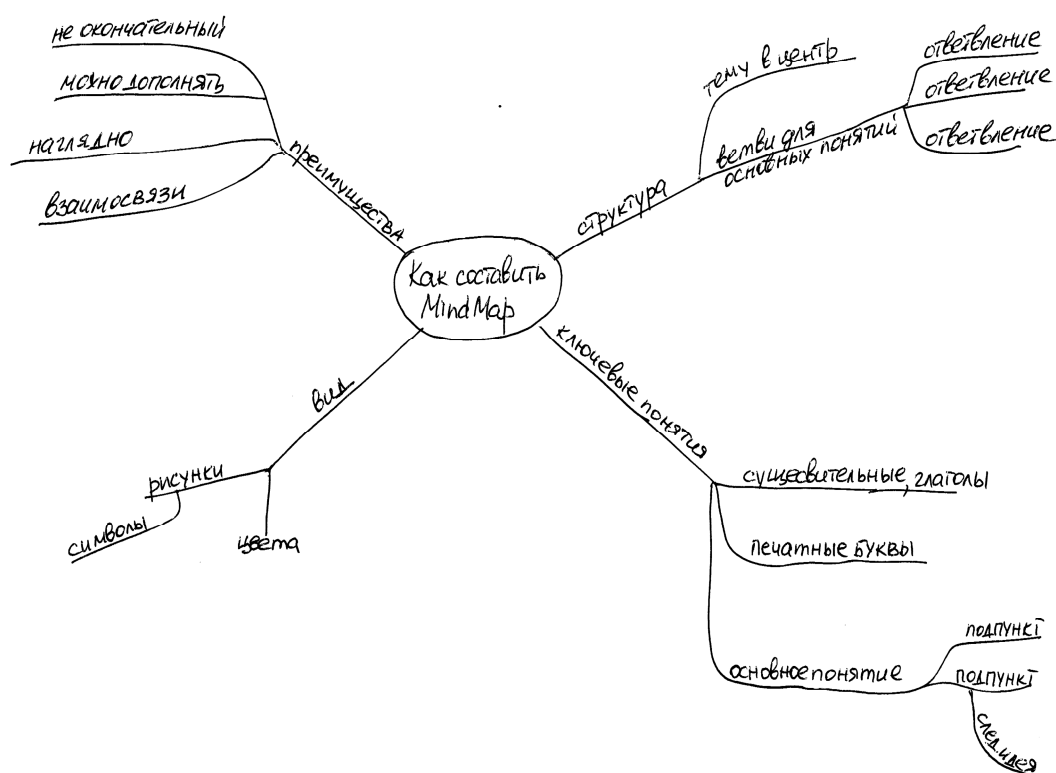 не окончательный
можно дополнять
наглядно
взаимосвязи
преимущества
тему в центр
ответвление
ответвление
ответвление
ветви для
основных понятий
структура
Как составить
MindMap
ключевые понятия
вид
рисунки
символы
цвета
сущесвительные, глаголы
печатные буквы
основное понятие
подпункт
подпункт
след. идея